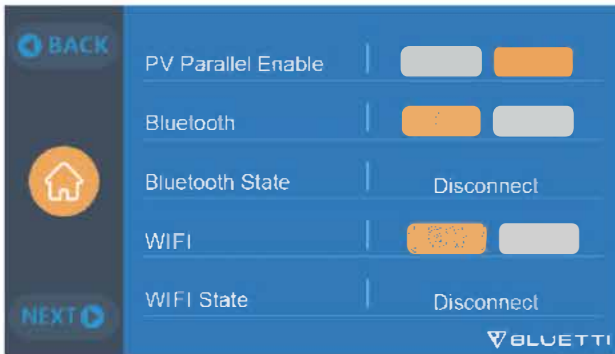 BACK
PV Parallel Enable
Bluetooth
Bluetooth State Disconnect
WIFI
WIFI State Disconnect
NEXT
BLUETTI